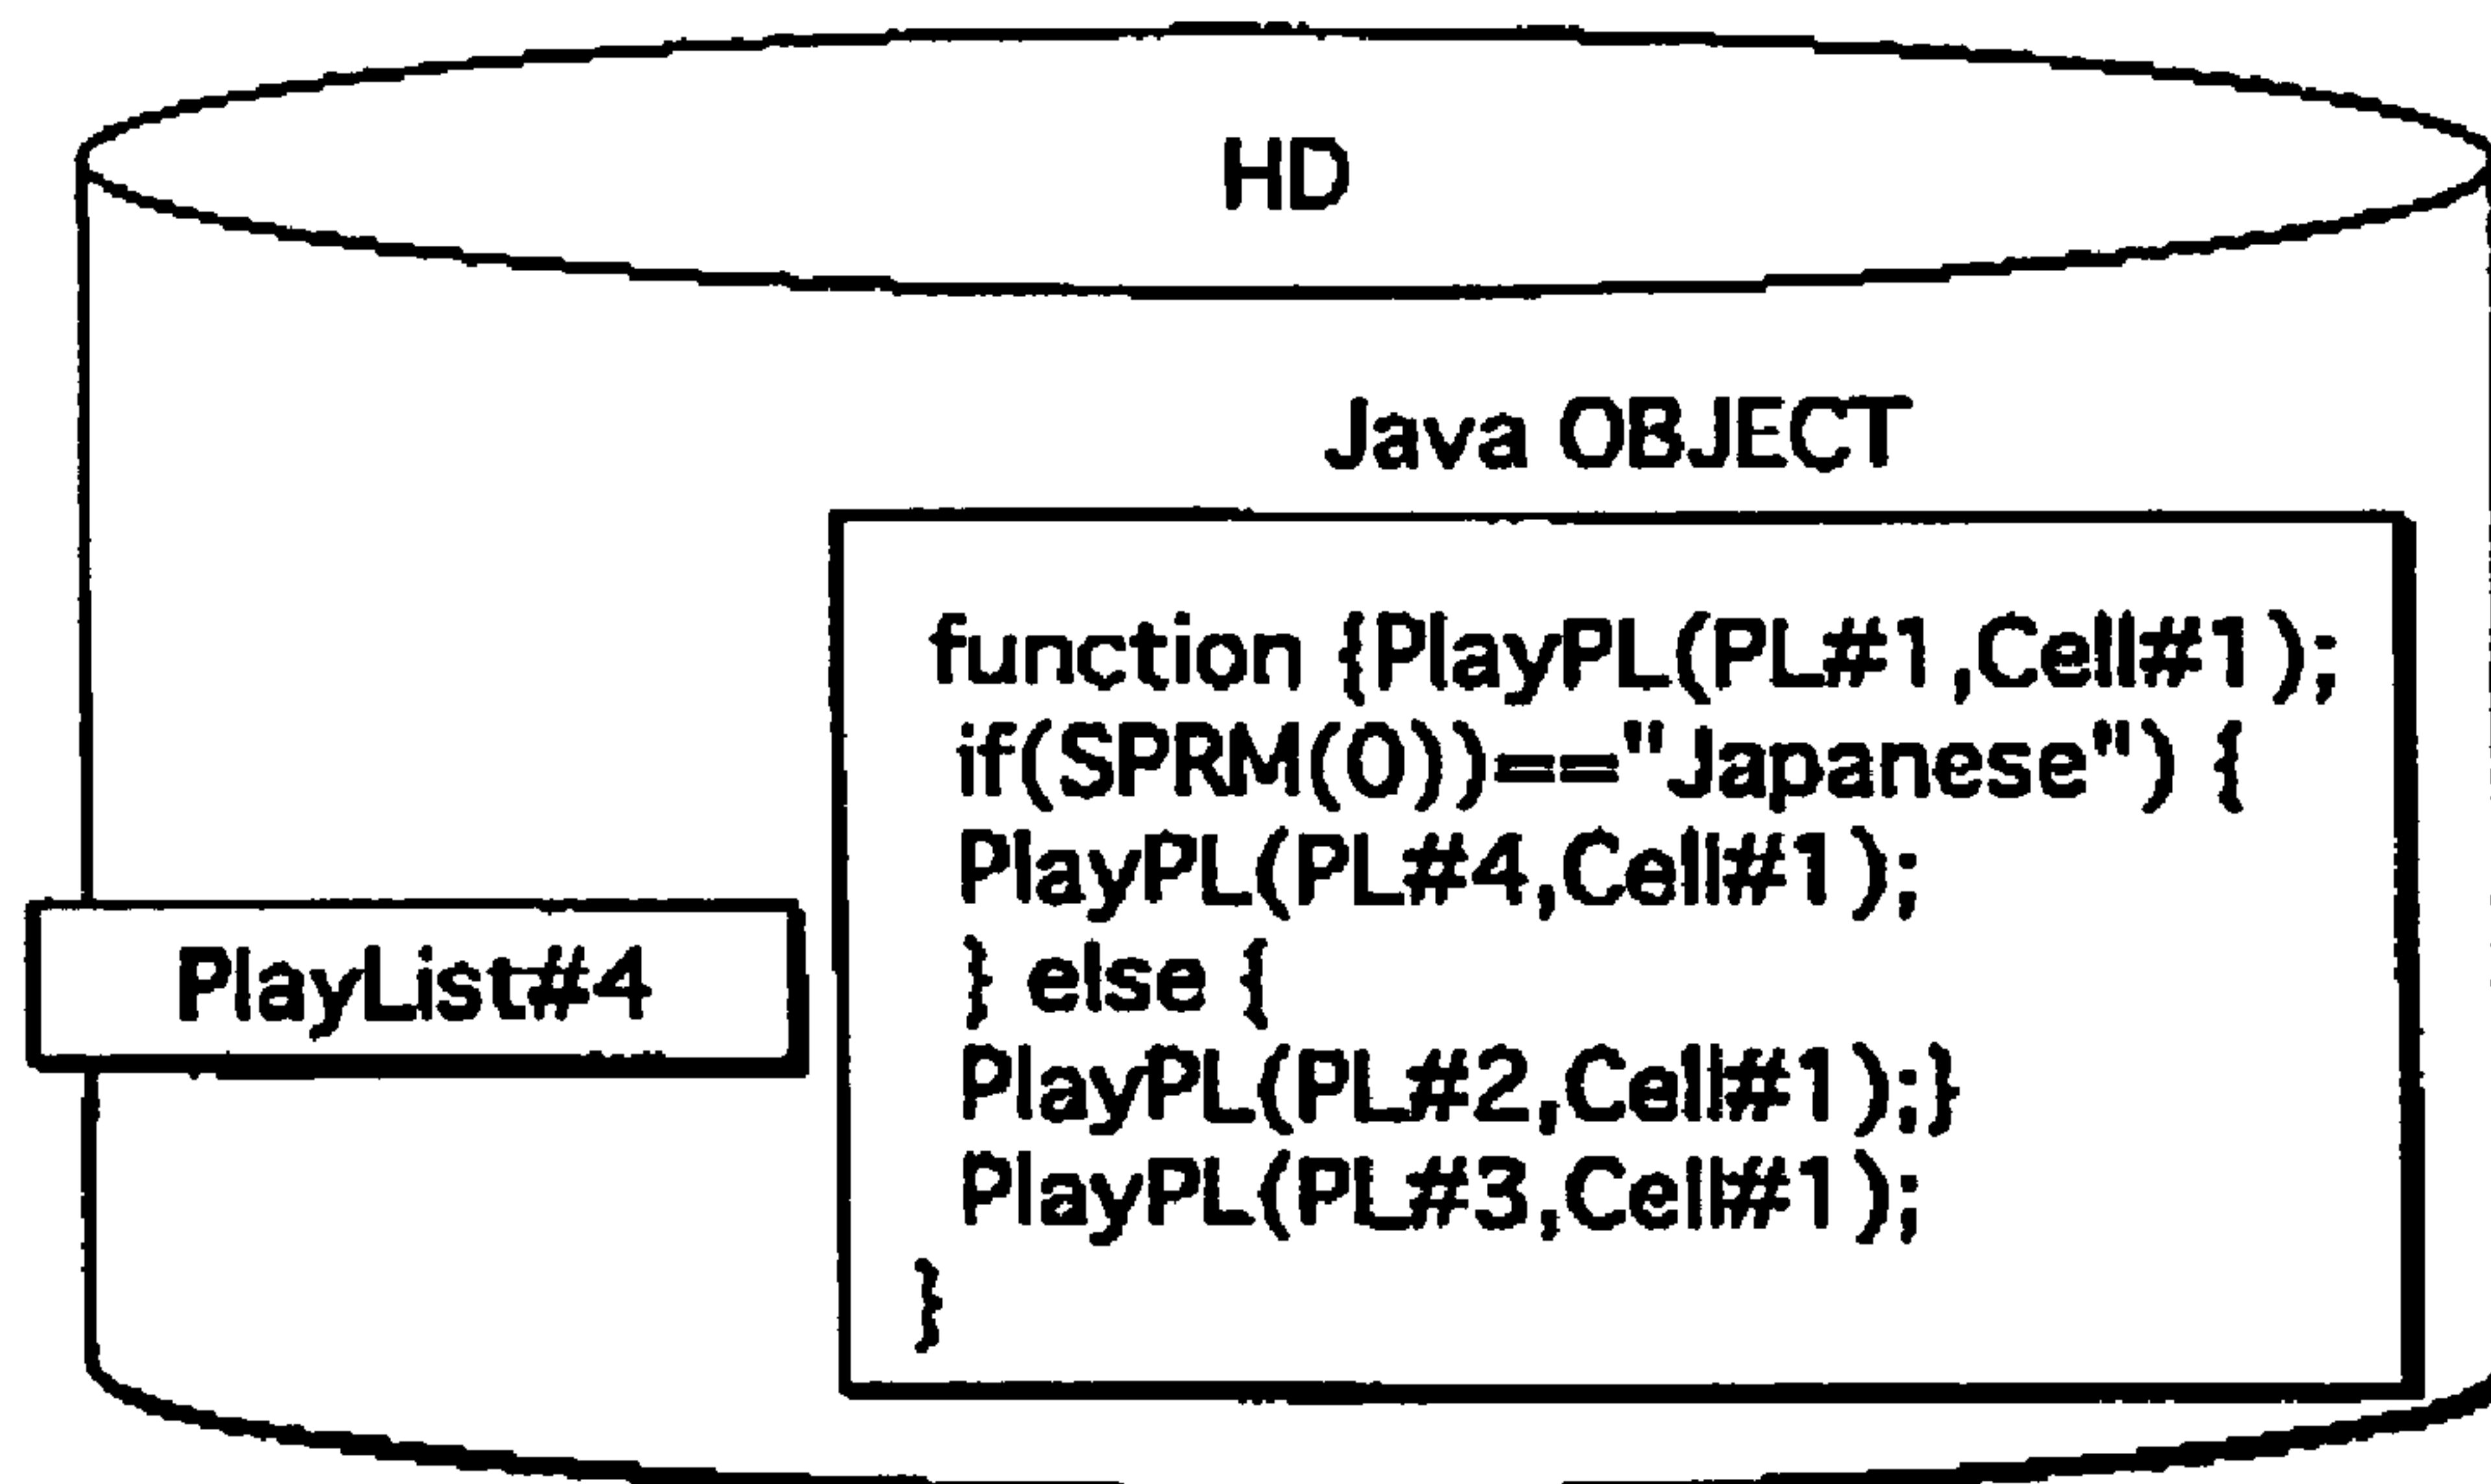 HD
Java OBJECT
function {PlayPL(PL#1,Cell#1);
if(SPRM(0))=="Japanese") {
PlayPL(PL#4,Cell#1);
} else {
PlayPL(PL#2,Cell#1);}
PlayPL(PL#3,Cell#1);
}
PlayList#4